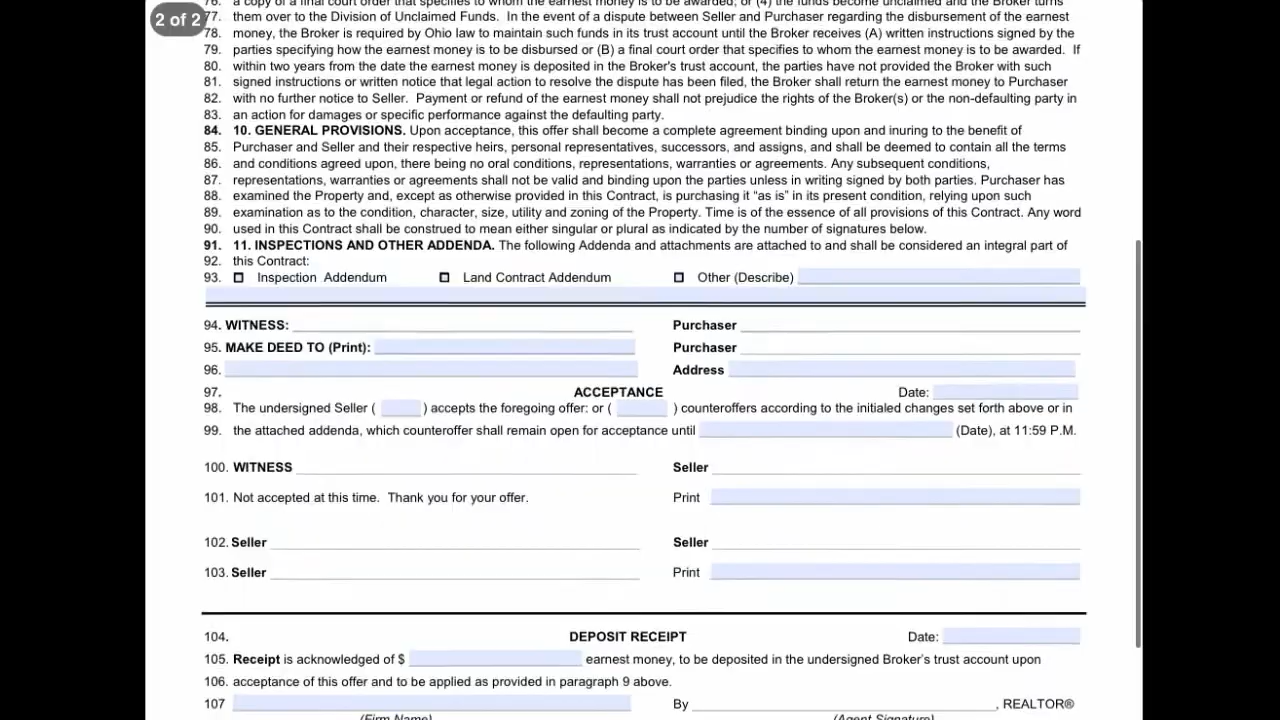 2 of 2
76. a copy of a final court order that specifies to whom the earnest money is to be awarded; or (4) the funds become unclaimed and the Broker turns
77. them over to the Division of Unclaimed Funds. In the event of a dispute between Seller and Purchaser regarding the disbursement of the earnest
78. money, the Broker is required by Ohio law to maintain such funds in its trust account until the Broker receives (A) written instructions signed by the
79. parties specifying how the earnest money is to be disbursed or (B) a final court order that specifies to whom the earnest money is to be awarded. If
80. within two years from the date the earnest money is deposited in the Broker's trust account, the parties have not provided the Broker with such
81. signed instructions or written notice that legal action to resolve the dispute has been filed, the Broker shall return the earnest money to Purchaser
82. with no further notice to Seller. Payment or refund of the earnest money shall not prejudice the rights of the Broker(s) or the non-defaulting party in
83. an action for damages or specific performance against the defaulting party.
84. 10. GENERAL PROVISIONS. Upon acceptance, this offer shall become a complete agreement binding upon and inuring to the benefit of
85. Purchaser and Seller and their respective heirs, personal representatives, successors, and assigns, and shall be deemed to contain all the terms
86. and conditions agreed upon, there being no oral conditions, representations, warranties or agreements. Any subsequent conditions,
87. representations, warranties or agreements shall not be valid and binding upon the parties unless in writing signed by both parties. Purchaser has
88. examined the Property and, except as otherwise provided in this Contract, is purchasing it “as is” in its present condition, relying upon such
89. examination as to the condition, character, size, utility and zoning of the Property. Time is of the essence of all provisions of this Contract. Any word
90. used in this Contract shall be construed to mean either singular or plural as indicated by the number of signatures below.
91. 11. INSPECTIONS AND OTHER ADDENDA. The following Addenda and attachments are attached to and shall be considered an integral part of
92. this Contract:
93. Inspection Addendum Land Contract Addendum Other (Describe)
94. WITNESS: Purchaser
95. MAKE DEED TO (Print): Purchaser
96. Address
97. ACCEPTANCE Date:
98. The undersigned Seller ( ) accepts the foregoing offer: or ( ) counteroffers according to the initialed changes set forth above or in
99. the attached addenda, which counteroffer shall remain open for acceptance until (Date), at 11:59 P.M.
100. WITNESS Seller
101. Not accepted at this time. Thank you for your offer. Print
102. Seller Seller
103. Seller Print
104. DEPOSIT RECEIPT Date:
105. Receipt is acknowledged of $ earnest money, to be deposited in the undersigned Broker's trust account upon
106. acceptance of this offer and to be applied as provided in paragraph 9 above.
107 By , REALTOR®
(Firm Name) (Agent Signature)